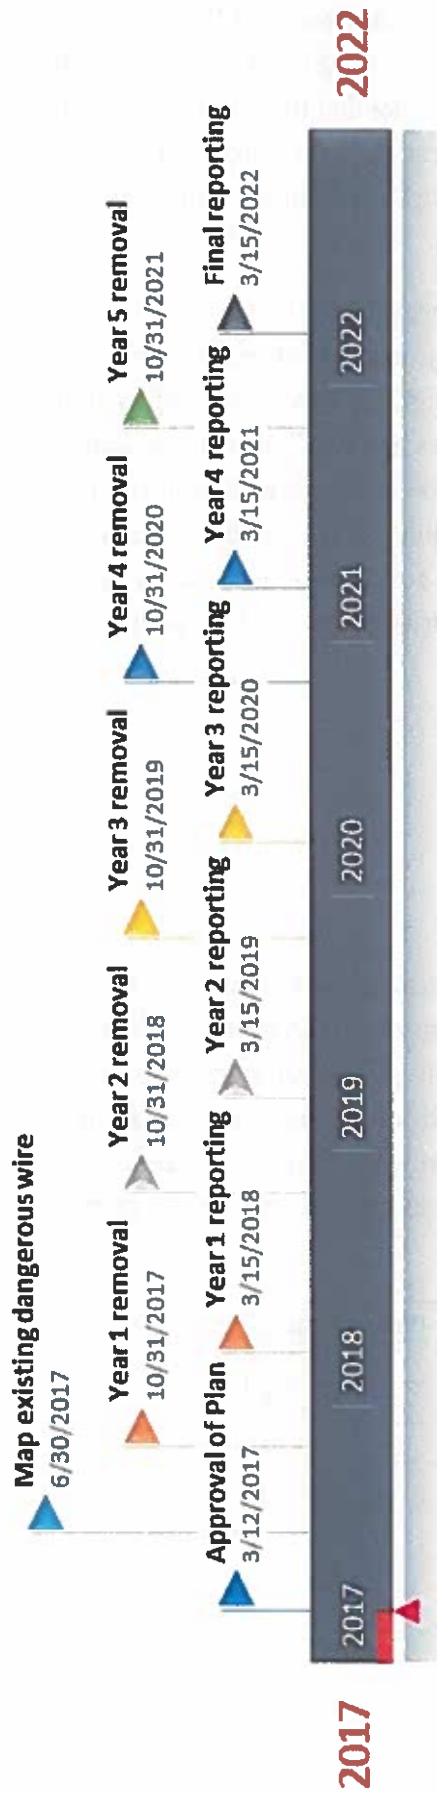 Map existing dangerous wire
6/30/2017
Year 1 removal
10/31/2017
Year 2 removal
10/31/2018
Year 3 removal
10/31/2019
Year 4 removal
10/31/2020
Year 5 removal
10/31/2021
Approval of Plan
3/12/2017
Year 1 reporting
3/15/2018
Year 2 reporting
3/15/2019
Year 3 reporting
3/15/2020
Year 4 reporting
3/15/2021
Final reporting
3/15/2022
2017
2017
2018
2019
2020
2021
2022
2022